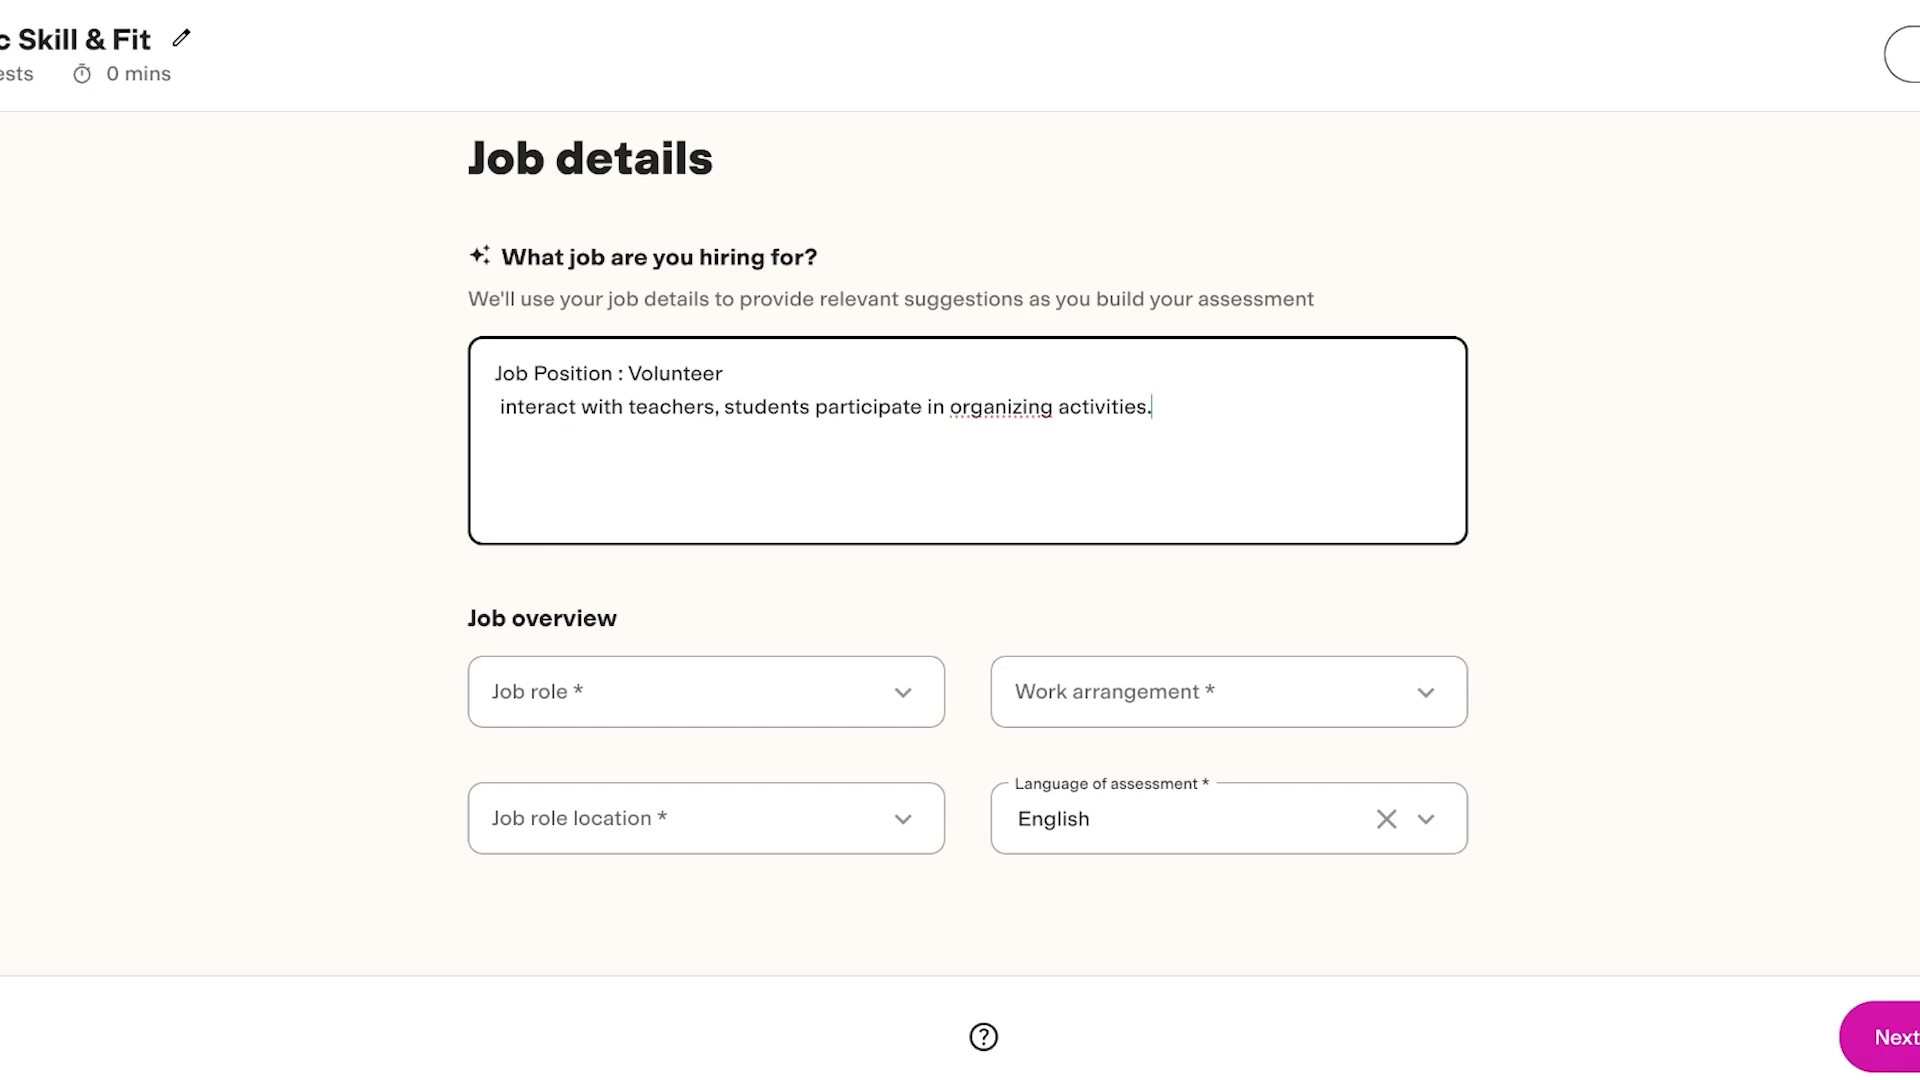 c Skill & Fit
ests 0 mins
Job details
What job are you hiring for?
We'll use your job details to provide relevant suggestions as you build your assessment
Job Position : Volunteer
interact with teachers, students participate in organizing activities.
Job overview
Job role *
Work arrangement *
Job role location *
Language of assessment *
English
Next